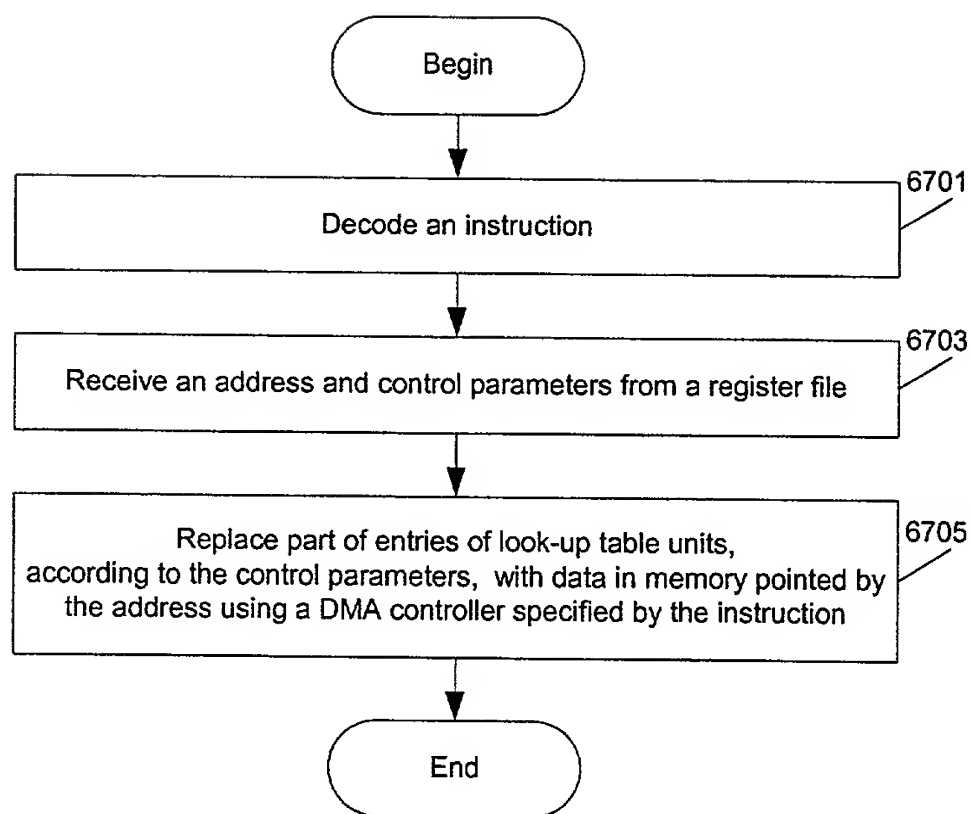 Begin
6701
Decode an instruction
6703
Receive an address and control parameters from a register file
6705
Replace part of entries of look-up table units,
according to the control parameters, with data in memory pointed by
the address using a DMA controller specified by the instruction
End